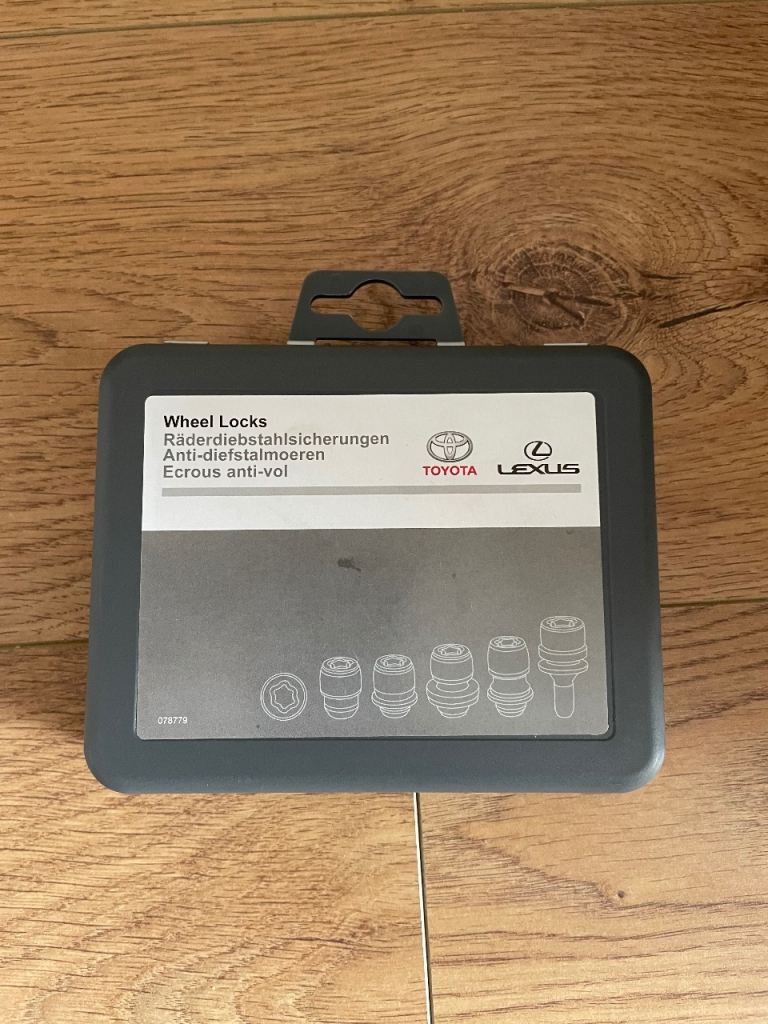 Wheel Locks
Räderdiebstahlsicherungen
Anti-diefstalmoeren
Ecrous anti-vol
TOYOTA
LEXUS
078779